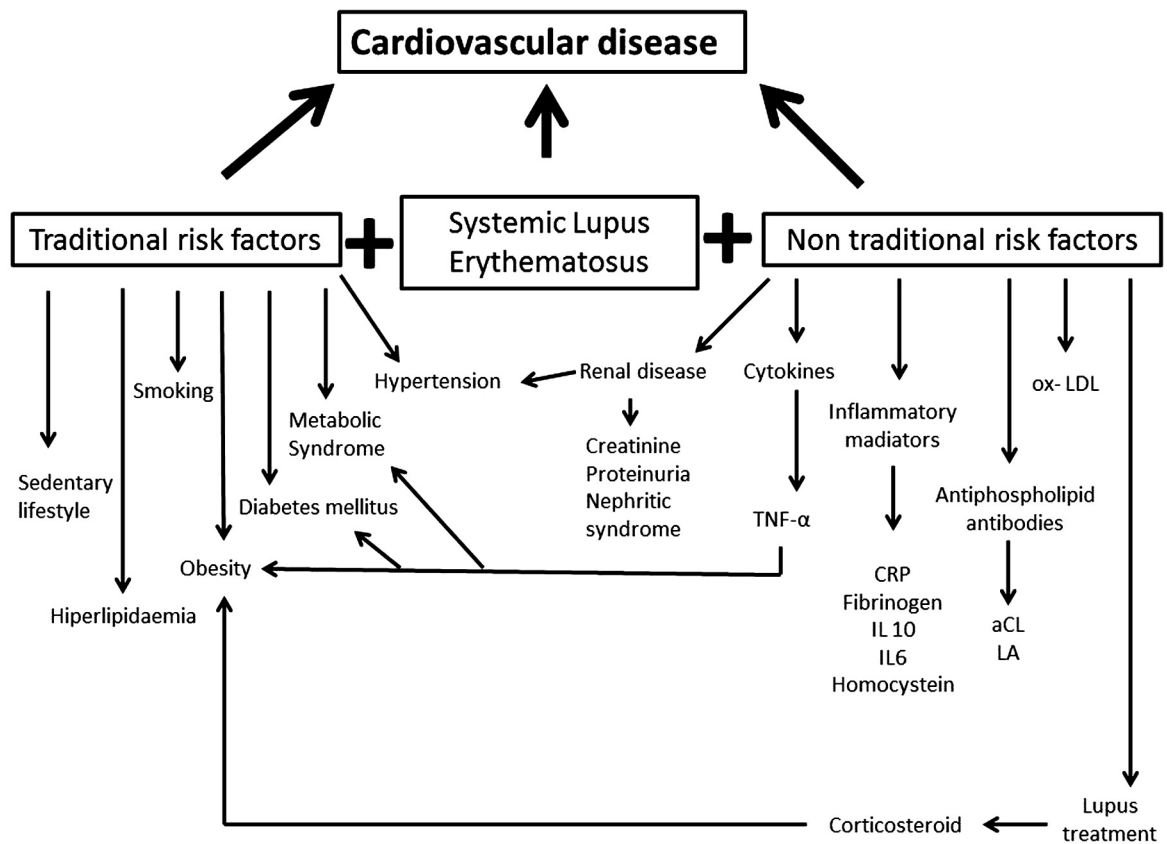 Cardiovascular disease
Traditional risk factors
+
Systemic Lupus
Erythematosus
+
Non traditional risk factors
Smoking
Hypertension
Renal disease
Cytokines
ox- LDL
Metabolic
Syndrome
Inflammatory
madiators
Creatinine
Proteinuria
Nephritic
syndrome
Sedentary
lifestyle
Diabetes mellitus
TNF-α
Antiphospholipid
antibodies
Obesity
Hiperlipidaemia
CRP
Fibrinogen
IL 10
IL6
Homocystein
aCL
LA
Corticosteroid
Lupus
treatment